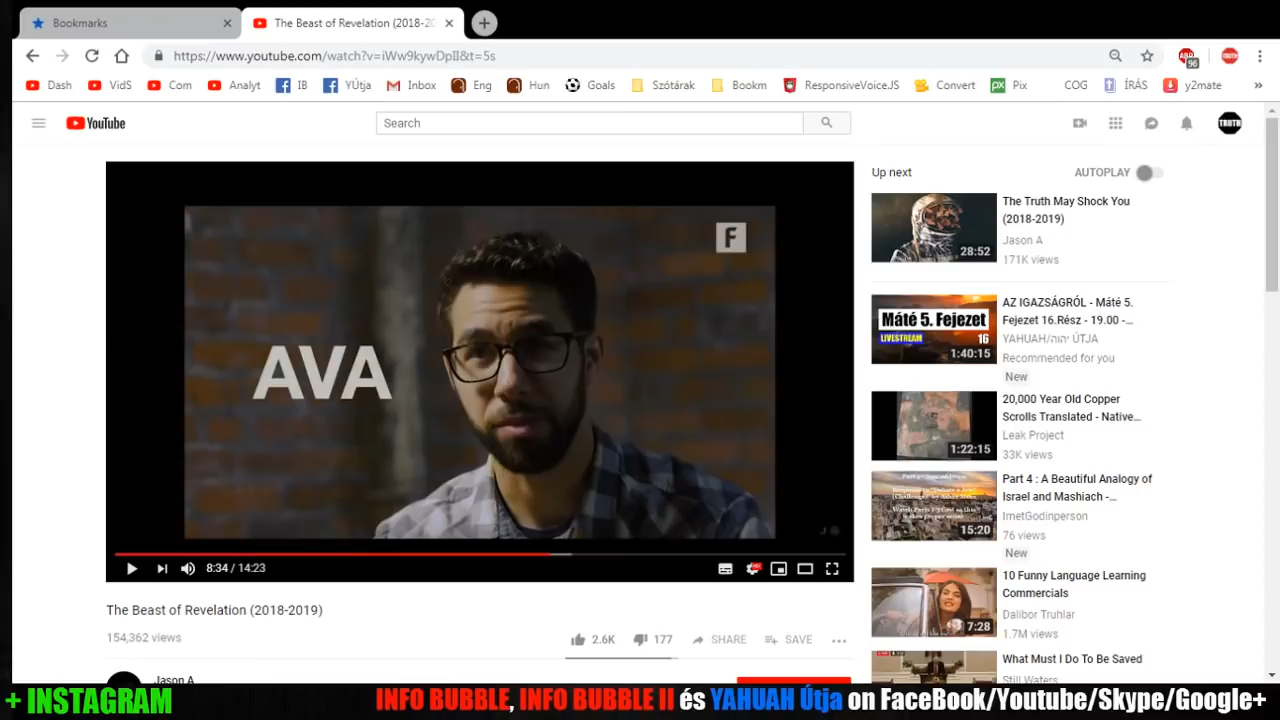 Bookmarks
The Beast of Revelation (2018-20
https://www.youtube.com/watch?v=iWw9kywDpII&t=5s
96
Dash VidS Com Analyt IB YÚtja Inbox Eng Hun Goals Szótárak Bookm ResponsiveVoice.JS Convert px Pix COG ÍRÁS y2mate »
YouTube
Search
TRUTH
AVA
F
8:34 / 14:23
The Beast of Revelation (2018-2019)
154,362 views
2.6K 177 SHARE SAVE
Jason A
Up next
AUTOPLAY
28:52
The Truth May Shock You
(2018-2019)
Jason A
171K views
Máté 5. Fejezet
LIVESTREAM 16
1:40:15
AZ IGAZSÁGRÓL - Máté 5.
Fejezet 16.Rész - 19.00 -...
YAHUAH/יהוה ÚTJA
Recommended for you
New
1:22:15
20,000 Year Old Copper
Scrolls Translated - Native...
Leak Project
33K views
15:20
Part 4 : A Beautiful Analogy of
Israel and Mashiach -...
ImetGodinperson
76 views
New
7:28
10 Funny Language Learning
Commercials
Dalibor Truhlar
1.7M views
What Must I Do To Be Saved
Still Waters
+ INSTAGRAM
INFO BUBBLE, INFO BUBBLE II és YAHUAH Útja on FaceBook/Youtube/Skype/Google+